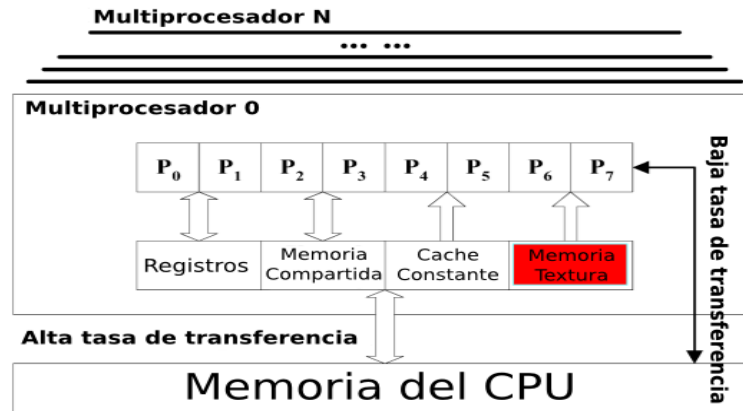 Multiprocesador N
... ...
Multiprocesador 0
P0 P1 P2 P3 P4 P5 P6 P7
Registros
Memoria
Compartida
Cache
Constante
Memoria
Textura
Baja tasa de transferencia
Alta tasa de transferencia
Memoria del CPU